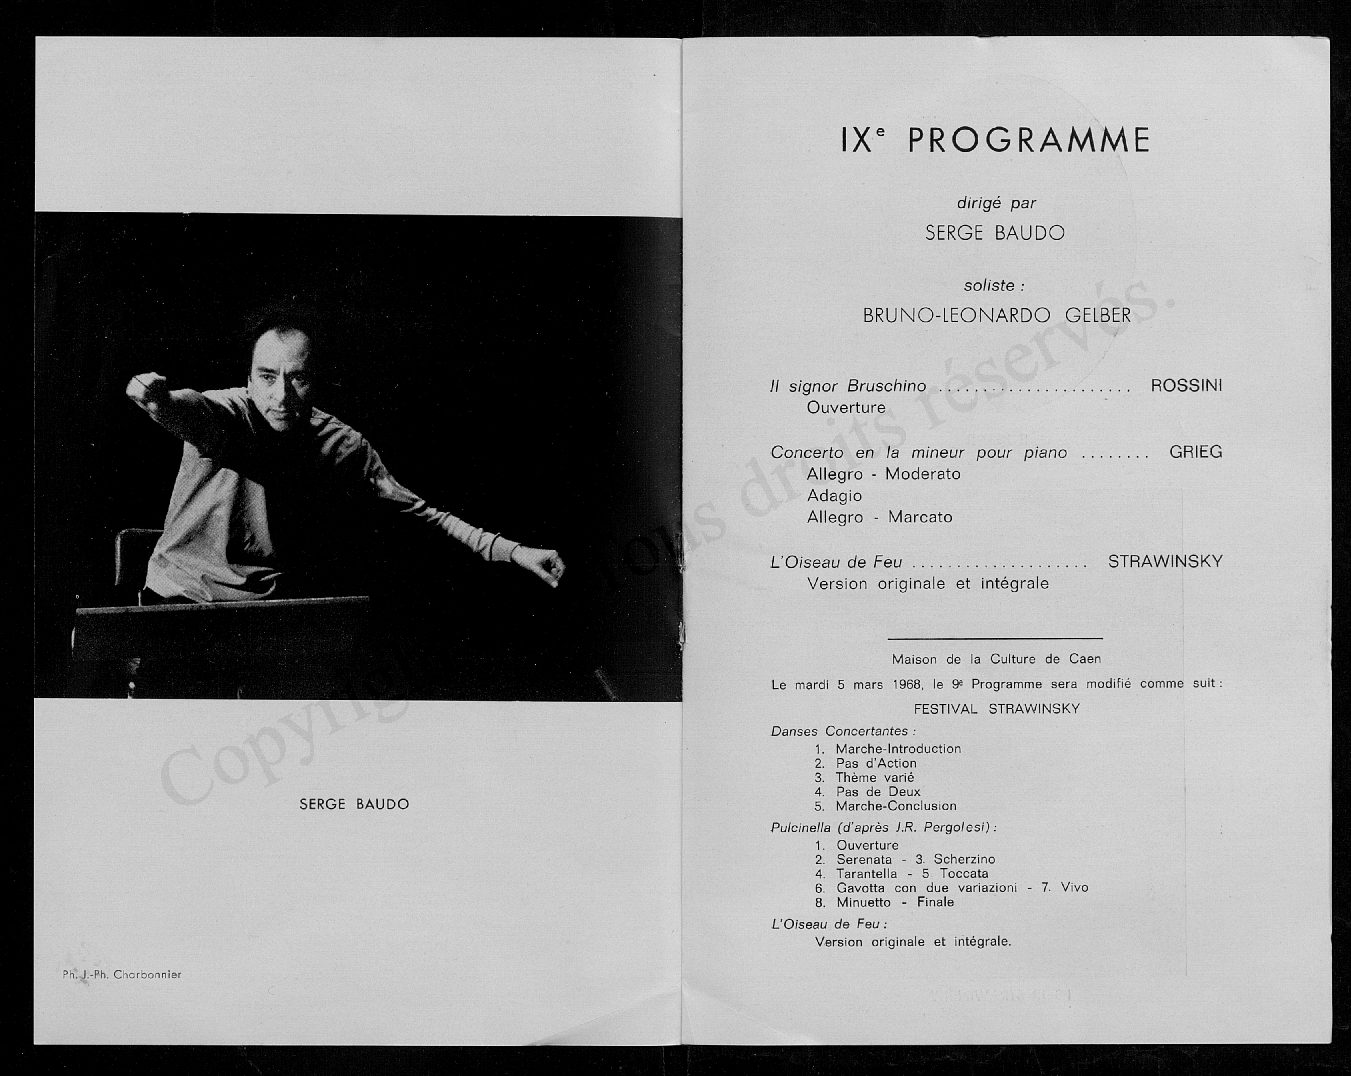 SERGE BAUDO
Ph. J.-Ph. Charbonnier
IXe PROGRAMME
dirigé par
SERGE BAUDO
soliste :
BRUNO-LEONARDO GELBER
Il signor Bruschino ...................... ROSSINI
Ouverture
Concerto en la mineur pour piano ........ GRIEG
Allegro - Moderato
Adagio
Allegro - Marcato
L'Oiseau de Feu .................... STRAWINSKY
Version originale et intégrale
Maison de la Culture de Caen
Le mardi 5 mars 1968, le 9e Programme sera modifié comme suit :
FESTIVAL STRAWINSKY
Danses Concertantes :
1. Marche-Introduction
2. Pas d'Action
3. Thème varié
4. Pas de Deux
5. Marche-Conclusion
Pulcinella (d'après J.R. Pergolesi) :
1. Ouverture
2. Serenata - 3. Scherzino
4. Tarantella - 5 Toccata
6. Gavotta con due variazioni - 7. Vivo
8. Minuetto - Finale
L'Oiseau de Feu :
Version originale et intégrale.
Copyright tous droits réservés.